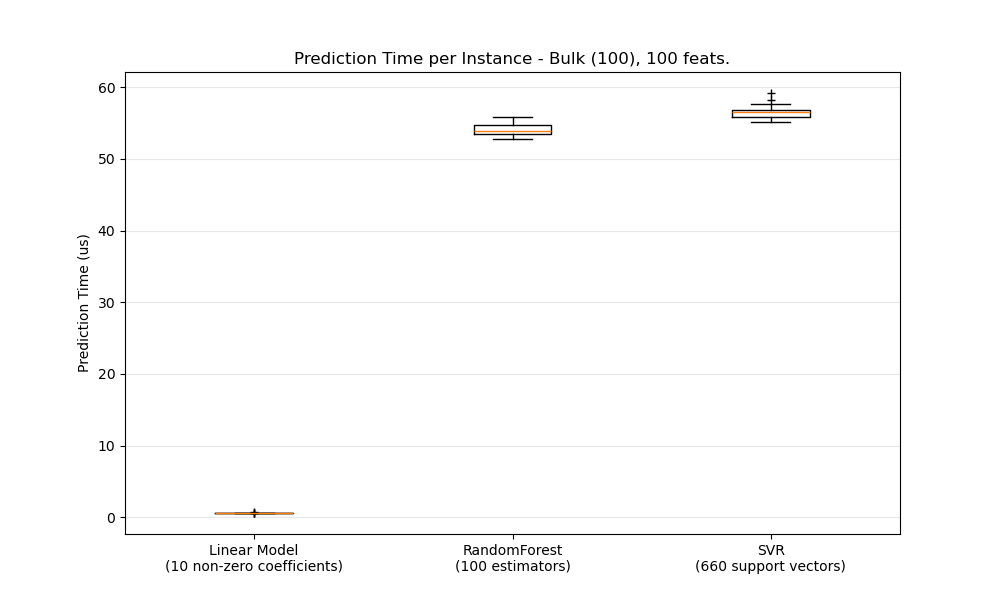 Prediction Time per Instance - Bulk (100), 100 feats.
Prediction Time (us)
60
50
40
30
20
10
0
Linear Model
(10 non-zero coefficients)
RandomForest
(100 estimators)
SVR
(660 support vectors)